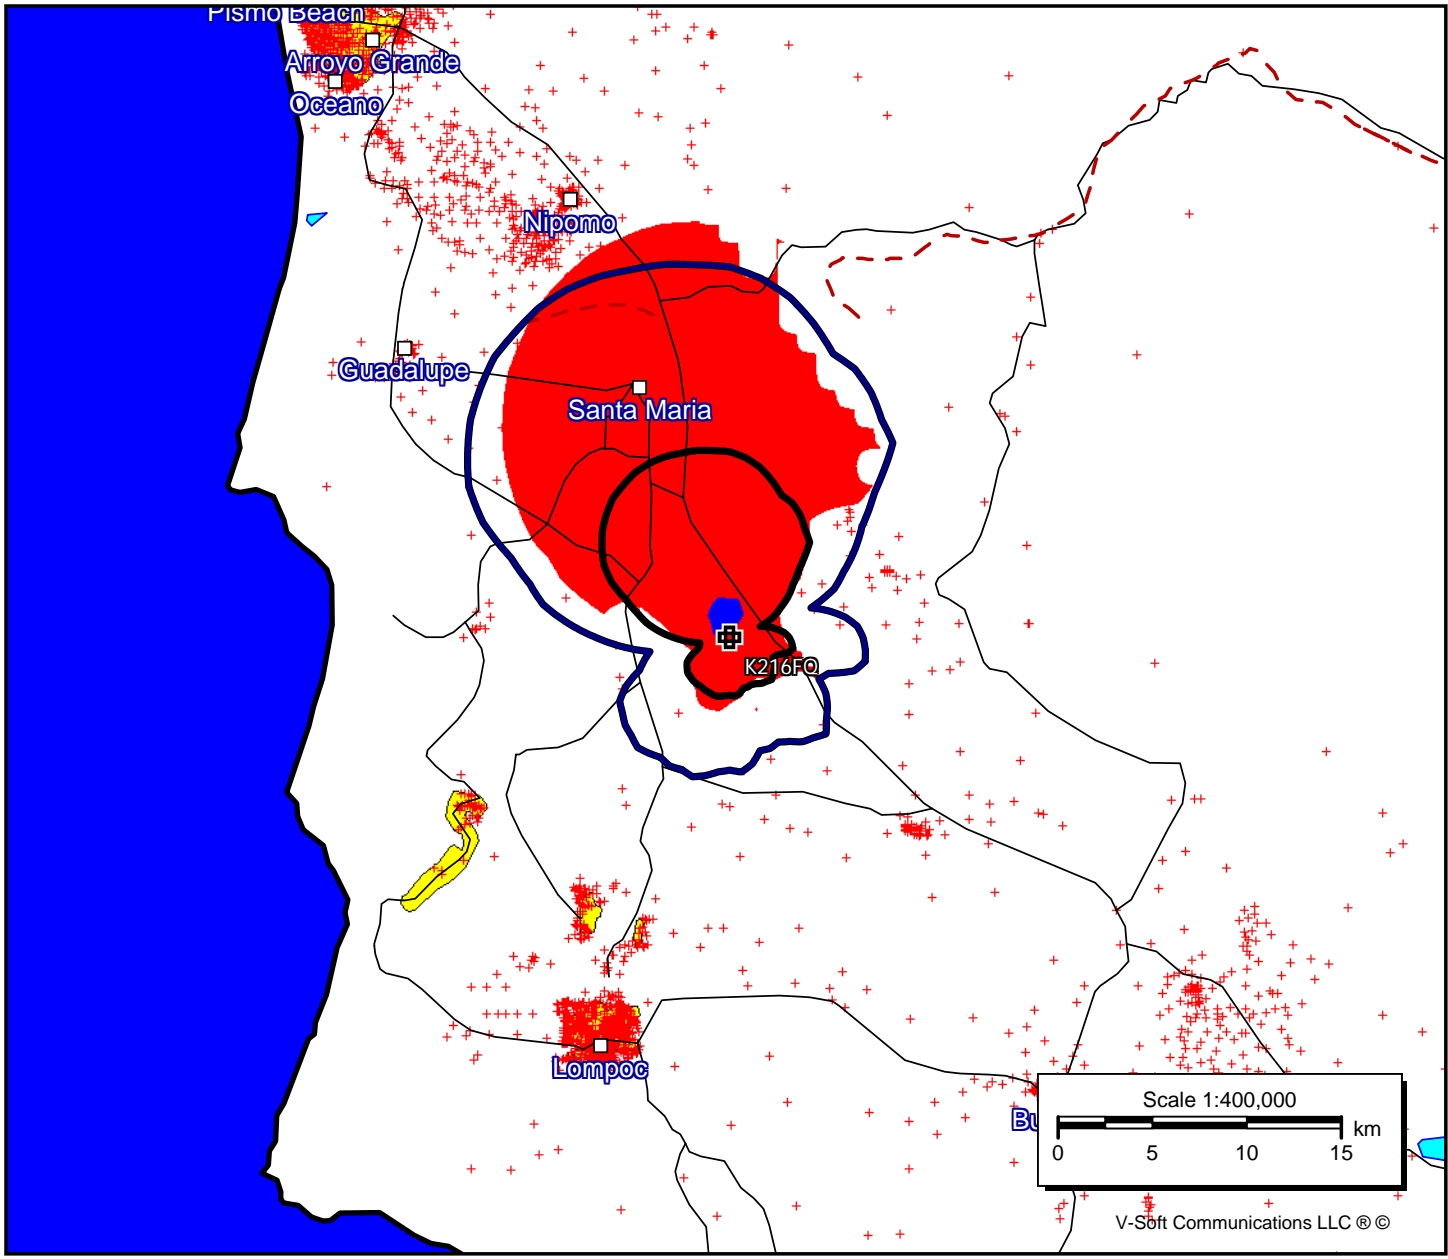 Pismo Beach
Arroyo Grande
Oceano
Nipomo
Guadalupe
Santa Maria
K216FQ
Lompoc
Bu
Scale 1:400,000
km
0 5 10 15
V-Soft Communications LLC ® ©